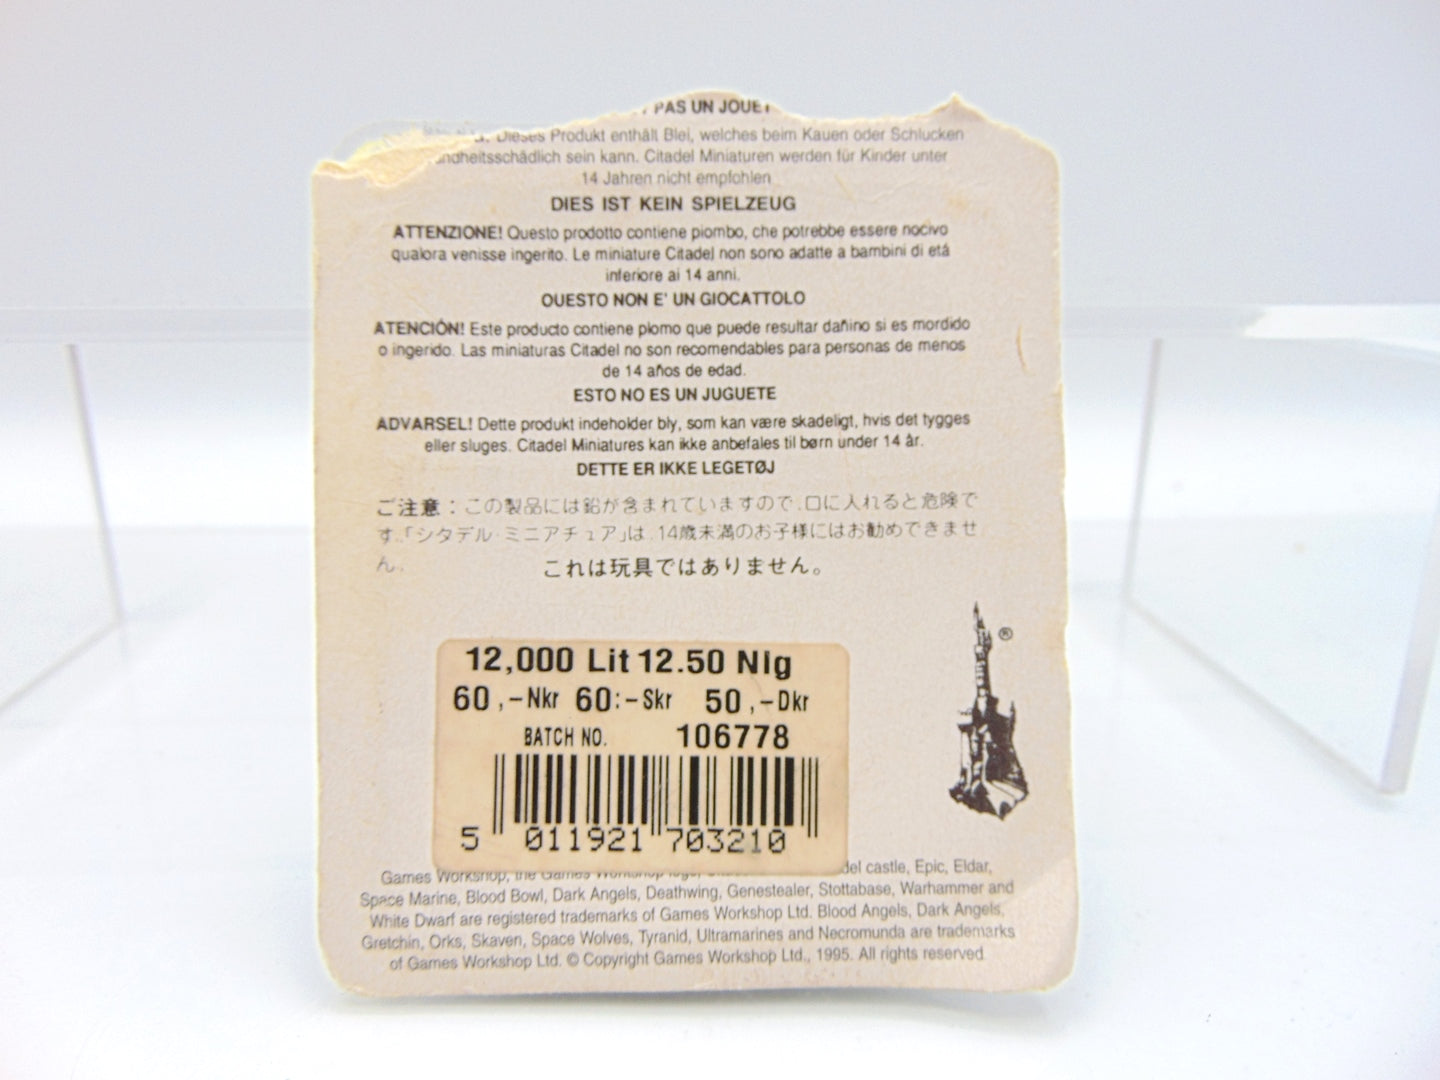 PAS UN JOUET
Dieses Produkt enthält Blei, welches beim Kauen oder Schlucken
sein kann. Citadel Miniaturen werden für Kinder unter
14 Jahren nicht empfohlen
DIES IST KEIN SPIELZEUG
ATTENZIONE! Questo prodotto contiene piombo, che potrebbe essere nocivo
qualora venisse ingerito. Le miniature Citadel non sono adatte a bambini di etá
inferiore ai 14 anni.
QUESTO NON E' UN GIOCATTOLO
ATENCIÓN! Este producto contiene plomo que puede resultar dañino si es mordido
o ingerido. Las miniaturas Citadel no son recomendables para personas de menos
de 14 años de edad.
ESTO NO ES UN JUGUETE
ADVARSEL! Dette produkt indeholder bly, som kan være skadeligt, hvis det tygges
eller sluges. Citadel Miniatures kan ikke anbefales til børn under 14 år.
DETTE ER IKKE LEGETØJ
ご注意：この製品には鉛が含まれていますので、口に入れると危険で
す。「シタデル・ミニアチュア」は、14歳未満のお子様にはお勧めできませ
ん。
これは玩具ではありません。
®
12,000 Lit 12.50 Nlg
60,-Nkr 60:-Skr 50,-Dkr
BATCH NO. 106778
5 011921 703210
Games Workshop, the Games Workshop logo, castle, Epic, Eldar,
Space Marine, Blood Bowl, Dark Angels, Deathwing, Genestealer, Slottabase, Warhammer and
White Dwarf are registered trademarks of Games Workshop Ltd. Blood Angels, Dark Angels,
Gretchin, Orks, Skaven, Space Wolves, Tyranid, Ultramarines and Necromunda are trademarks
of Games Workshop Ltd. © Copyright Games Workshop Ltd., 1995. All rights reserved